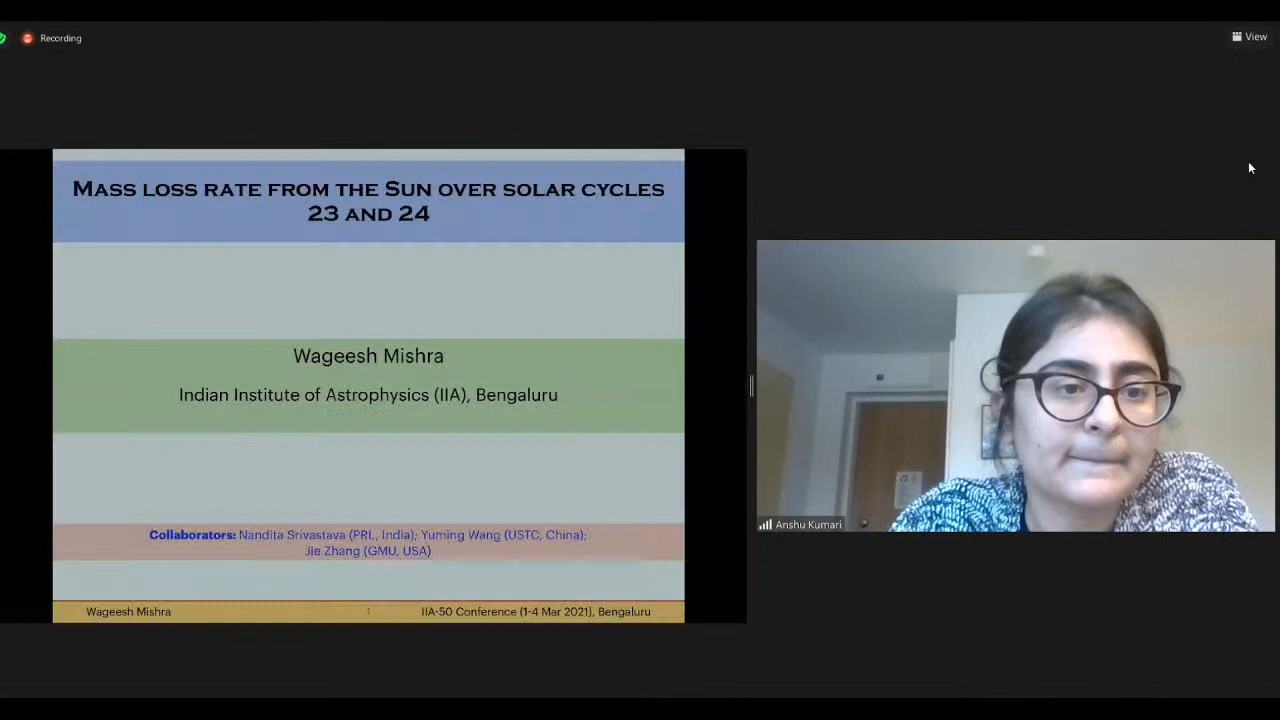 Recording
View
MASS LOSS RATE FROM THE SUN OVER SOLAR CYCLES
23 AND 24
Wageesh Mishra
Indian Institute of Astrophysics (IIA), Bengaluru
Collaborators: Nandita Srivastava (PRL, India); Yuming Wang (USTC, China);
Jie Zhang (GMU, USA)
Wageesh Mishra
1
IIA-50 Conference (1-4 Mar 2021), Bengaluru
Anshu Kumari